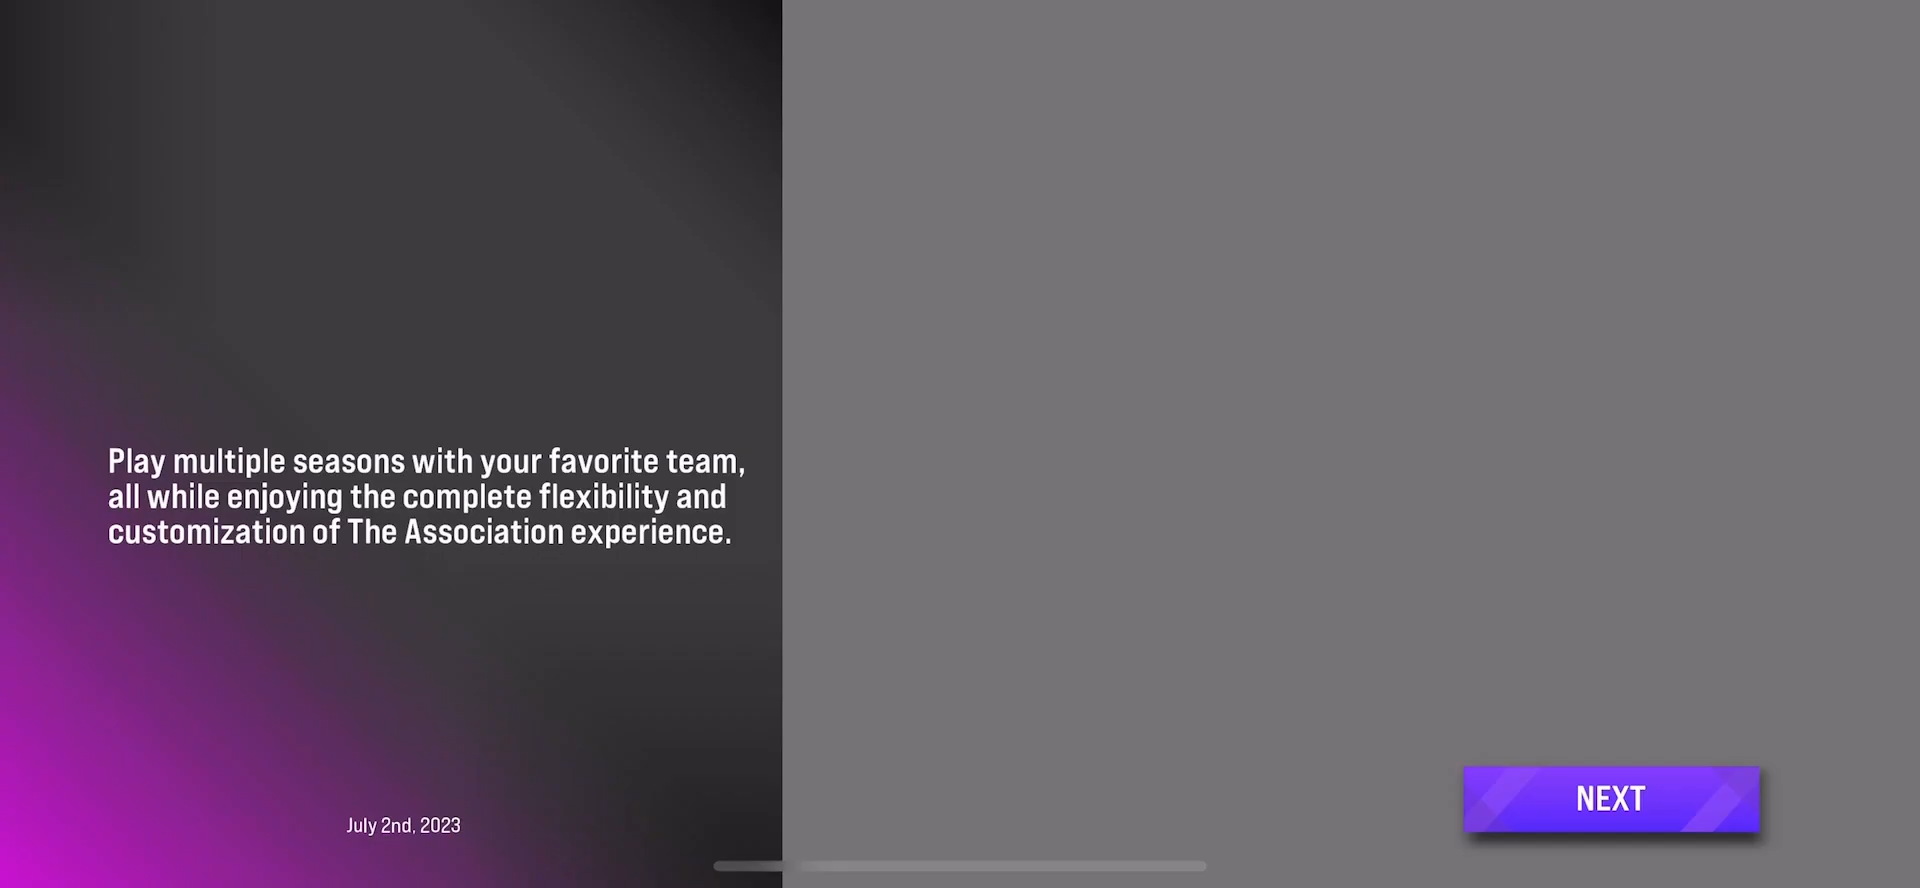 Play multiple seasons with your favorite team,
all while enjoying the complete flexibility and
customization of The Association experience.
July 2nd, 2023
NEXT